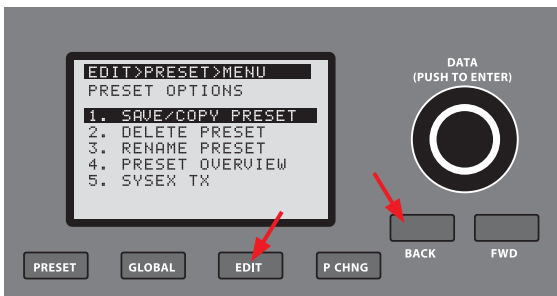 EDIT>PRESET>MENU
PRESET OPTIONS
1. SAVE/COPY PRESET
2. DELETE PRESET
3. RENAME PRESET
4. PRESET OVERVIEW
5. SYSEX TX
DATA
(PUSH TO ENTER)
BACK
FWD
PRESET
GLOBAL
EDIT
P CHNG